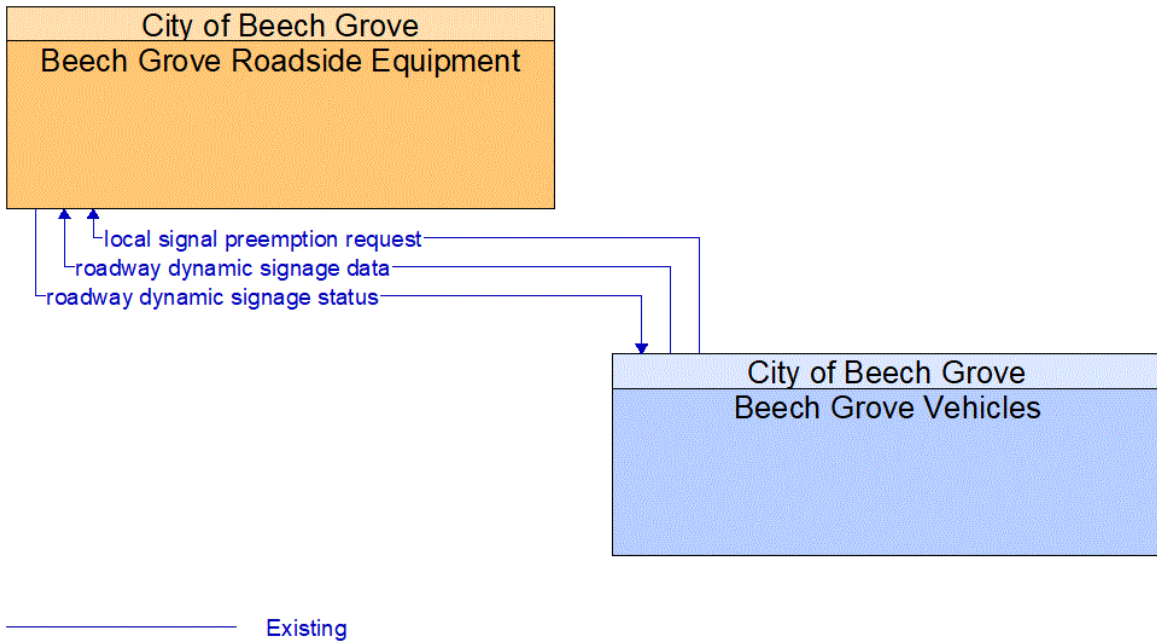 City of Beech Grove
Beech Grove Roadside Equipment
local signal preemption request
roadway dynamic signage data
roadway dynamic signage status
City of Beech Grove
Beech Grove Vehicles
Existing